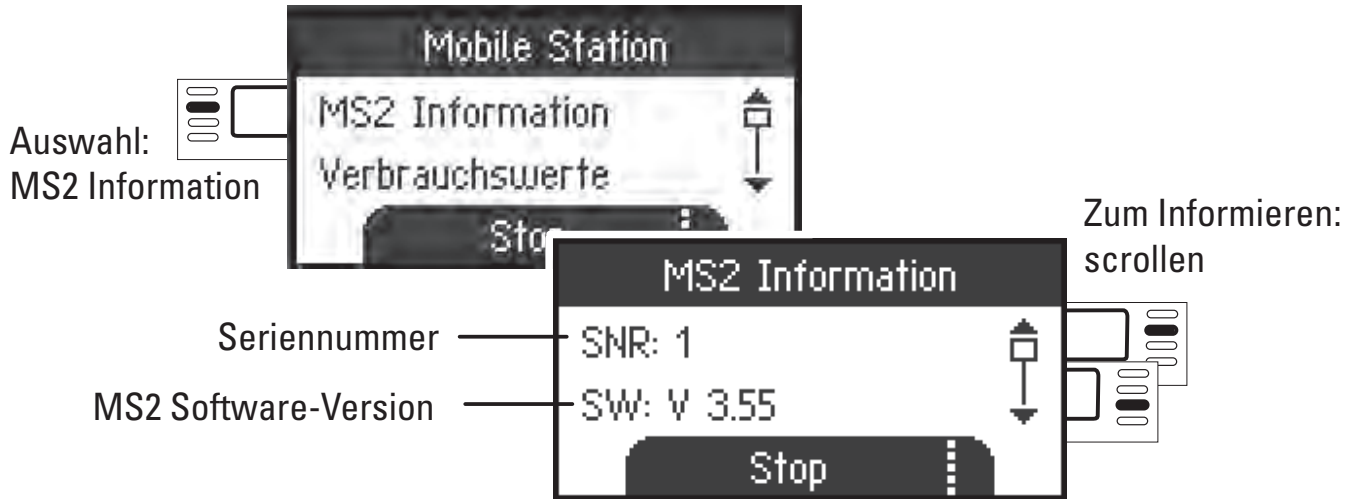 Mobile Station
MS2 Information
Verbrauchswerte
Auswahl:
MS2 Information
Zum Informieren:
scrollen
MS2 Information
Seriennummer
SNR: 1
MS2 Software-Version
SW: V 3.55
Stop